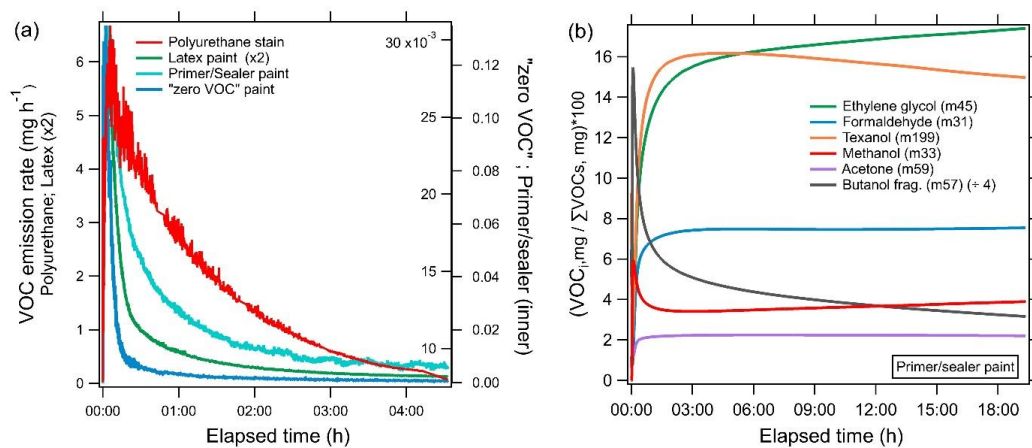 (a)
VOC emission rate (mg h⁻¹)
Polyurethane; Latex (x2)
6
5
4
3
2
1
0
Polyurethane stain
Latex paint (x2)
Primer/Sealer paint
"zero VOC" paint
30 x10⁻³
25
20
15
10
0.12
0.10
0.08
0.06
0.04
0.02
0.00
"zero VOC" ; Primer/sealer (inner)
00:00
01:00
02:00
03:00
04:00
Elapsed time (h)
(b)
(VOCᵢ,mg / ∑VOCs, mg)*100
16
14
12
10
8
6
4
2
0
Ethylene glycol (m45)
Formaldehyde (m31)
Texanol (m199)
Methanol (m33)
Acetone (m59)
Butanol frag. (m57) (÷ 4)
Primer/sealer paint
00:00
03:00
06:00
09:00
12:00
15:00
18:00
Elapsed time (h)